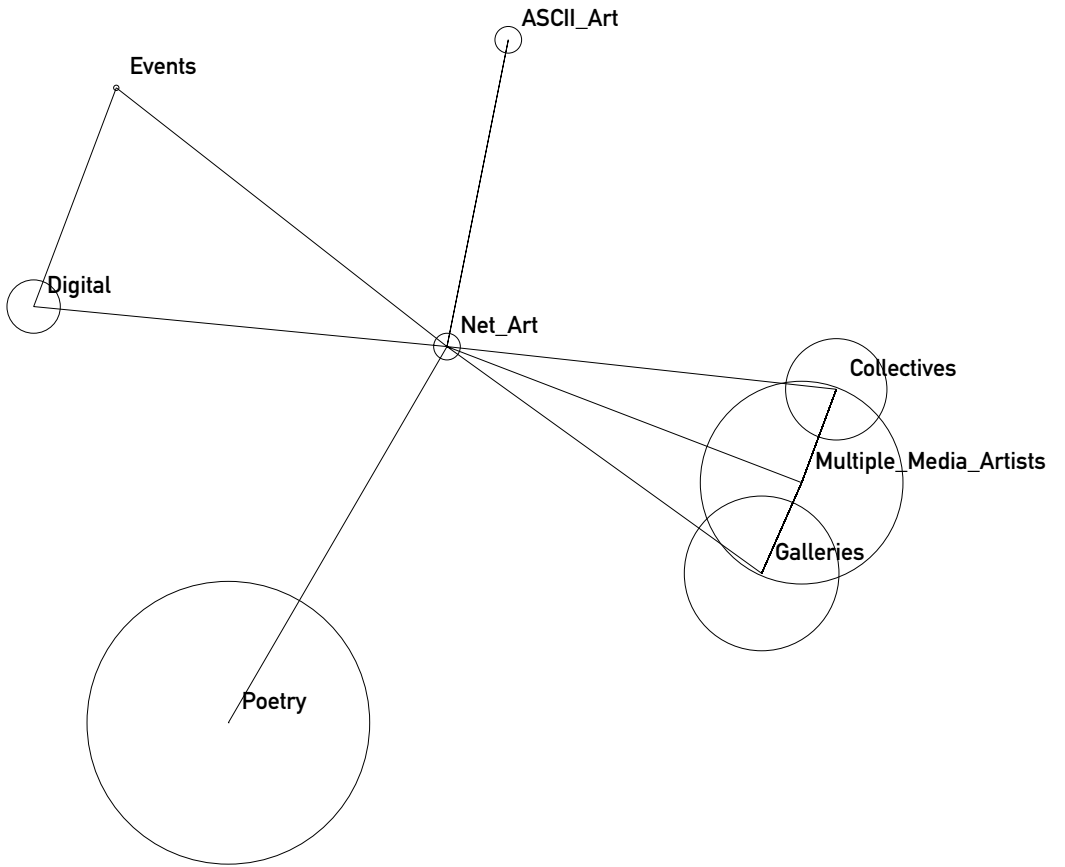 ASCII_Art
Events
Digital
Net_Art
Collectives
Multiple_Media_Artists
Galleries
Poetry